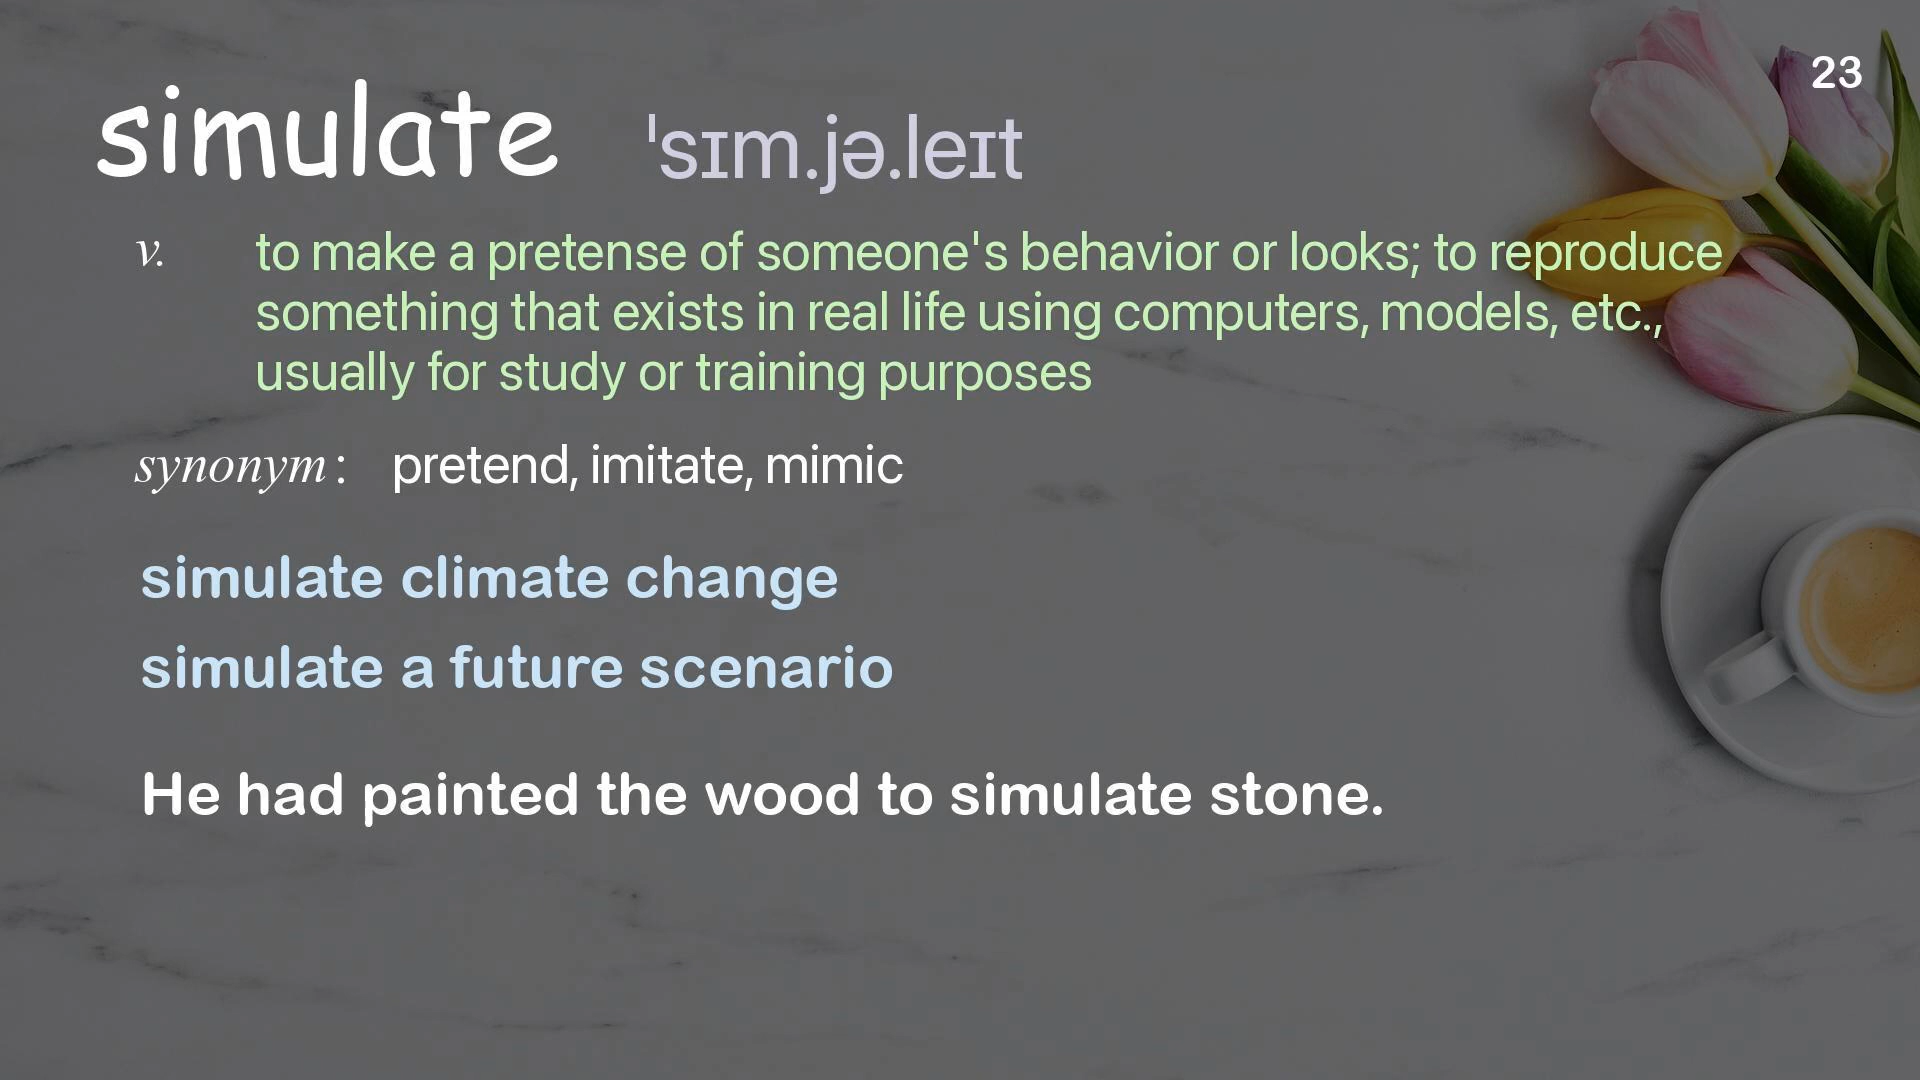 23
simulate ˈsɪm.jə.leɪt
v. to make a pretense of someone's behavior or looks; to reproduce
something that exists in real life using computers, models, etc.,
usually for study or training purposes
synonym : pretend, imitate, mimic
simulate climate change
simulate a future scenario
He had painted the wood to simulate stone.